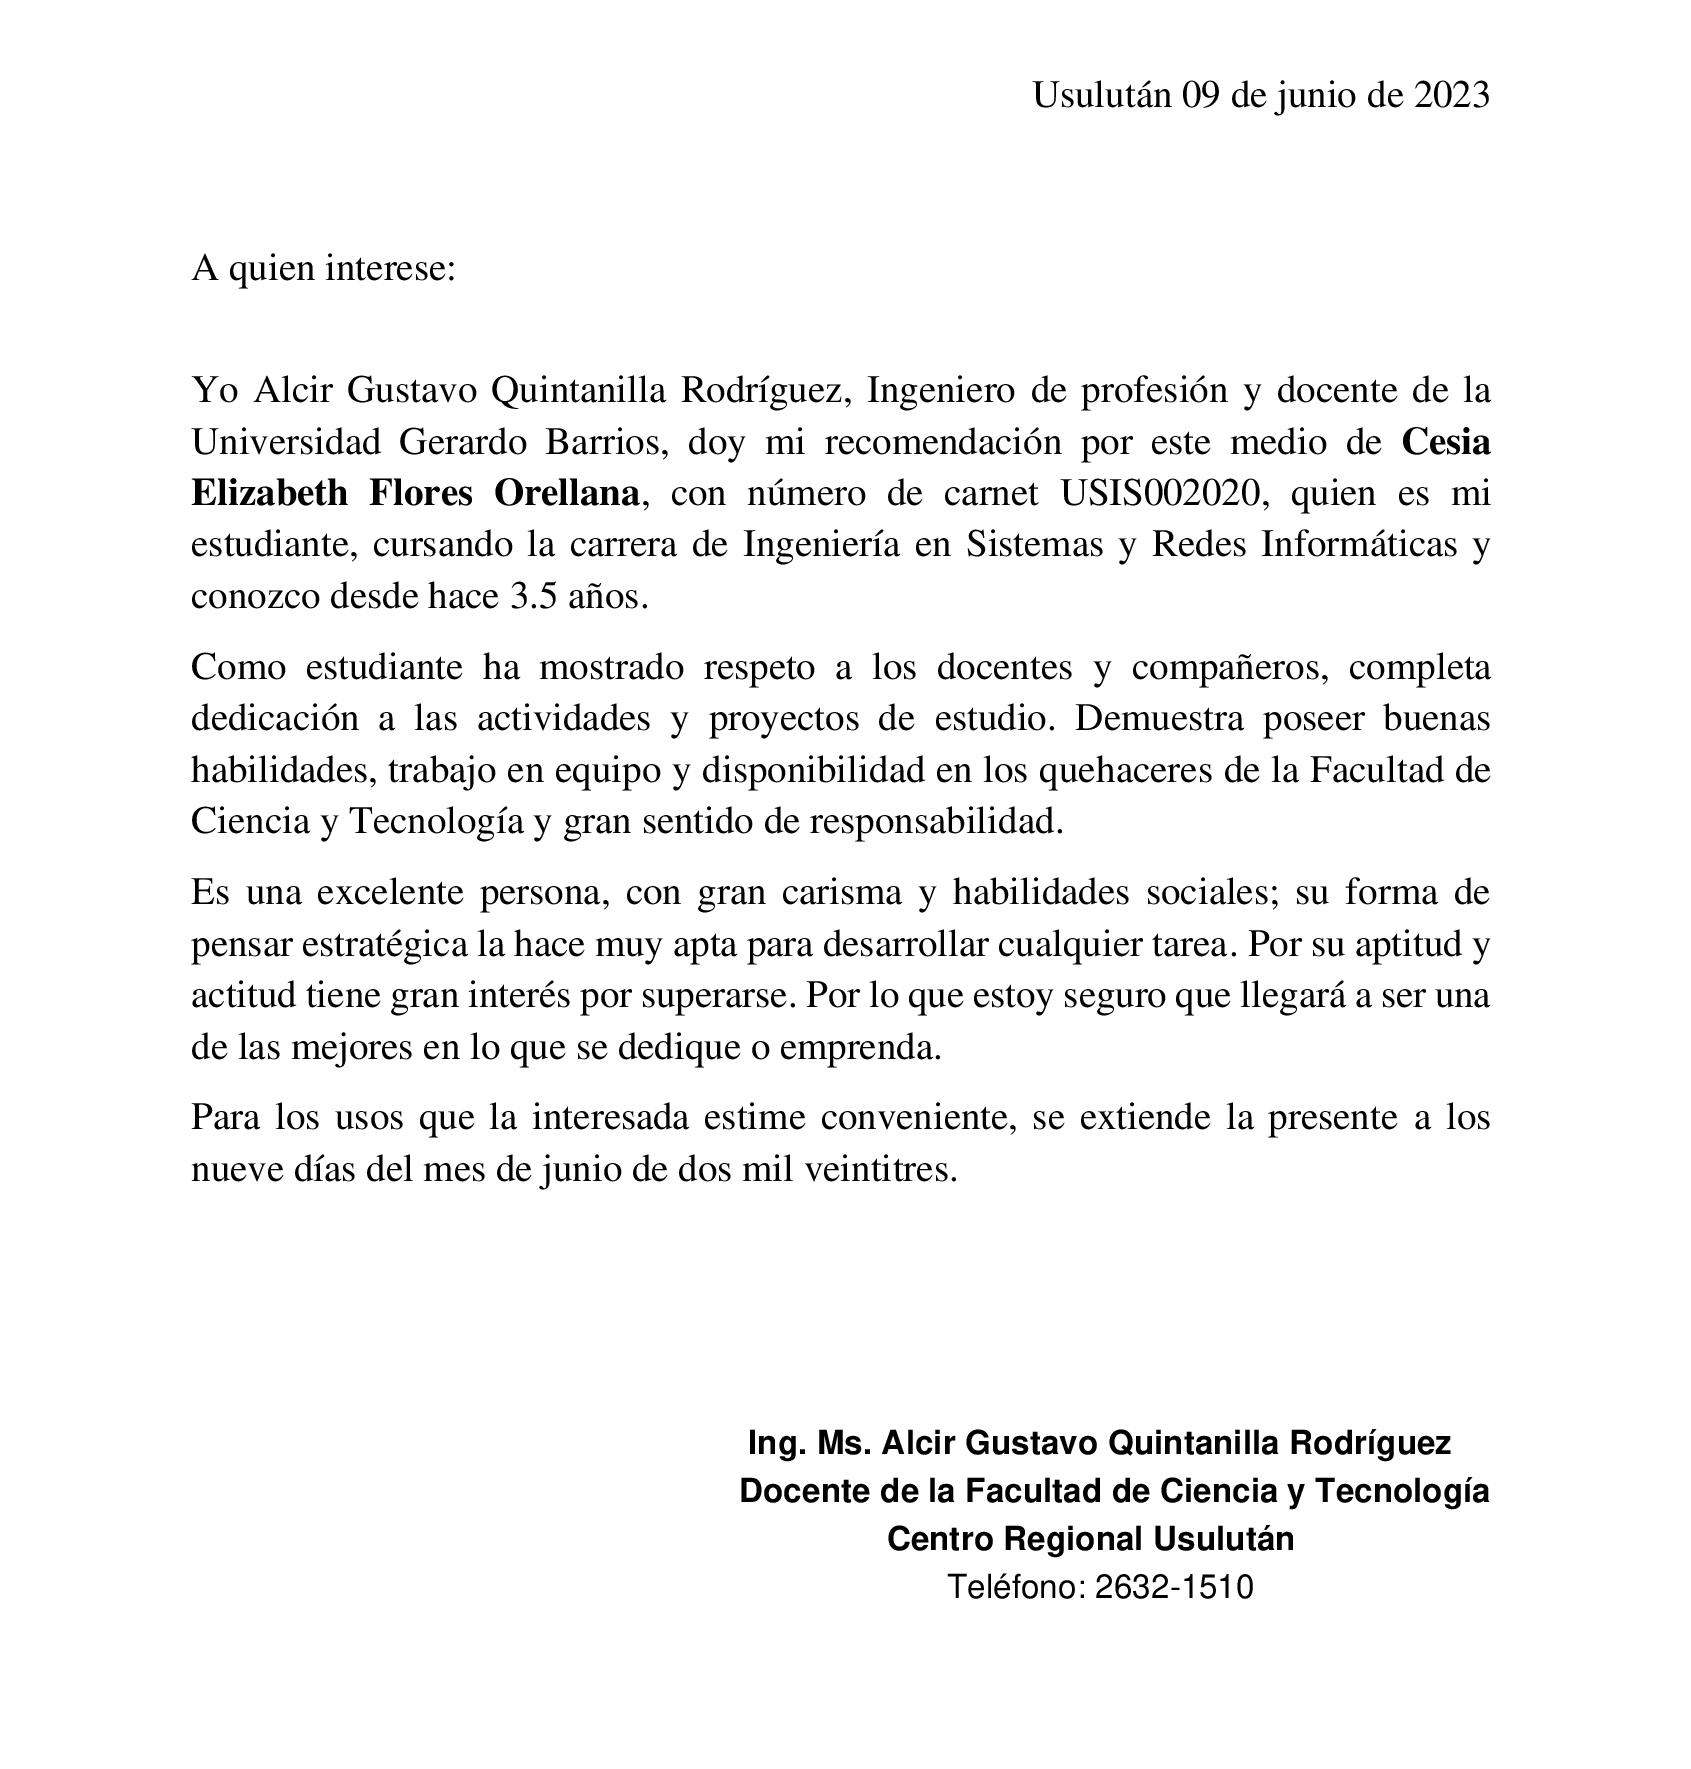 Usulután 09 de junio de 2023
A quien interese:
Yo Alcir Gustavo Quintanilla Rodríguez, Ingeniero de profesión y docente de la
Universidad Gerardo Barrios, doy mi recomendación por este medio de Cesia
Elizabeth Flores Orellana, con número de carnet USIS002020, quien es mi
estudiante, cursando la carrera de Ingeniería en Sistemas y Redes Informáticas y
conozco desde hace 3.5 años.
Como estudiante ha mostrado respeto a los docentes y compañeros, completa
dedicación a las actividades y proyectos de estudio. Demuestra poseer buenas
habilidades, trabajo en equipo y disponibilidad en los quehaceres de la Facultad de
Ciencia y Tecnología y gran sentido de responsabilidad.
Es una excelente persona, con gran carisma y habilidades sociales; su forma de
pensar estratégica la hace muy apta para desarrollar cualquier tarea. Por su aptitud y
actitud tiene gran interés por superarse. Por lo que estoy seguro que llegará a ser una
de las mejores en lo que se dedique o emprenda.
Para los usos que la interesada estime conveniente, se extiende la presente a los
nueve días del mes de junio de dos mil veintitres.
Ing. Ms. Alcir Gustavo Quintanilla Rodríguez
Docente de la Facultad de Ciencia y Tecnología
Centro Regional Usulután
Teléfono: 2632-1510